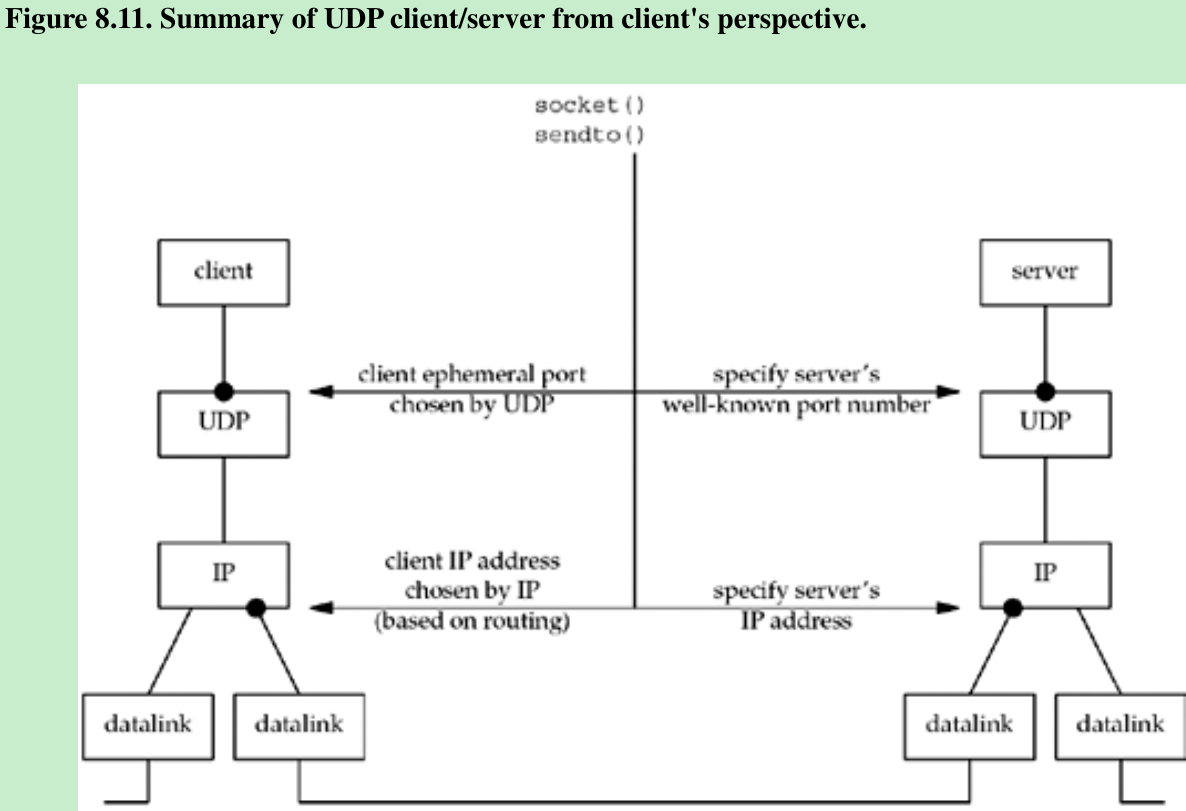 Figure 8.11. Summary of UDP client/server from client's perspective.
socket()
sendto()
client
server
client ephemeral port
chosen by UDP
specify server's
well-known port number
UDP
UDP
client IP address
chosen by IP
(based on routing)
specify server's
IP address
IP
IP
datalink
datalink
datalink
datalink